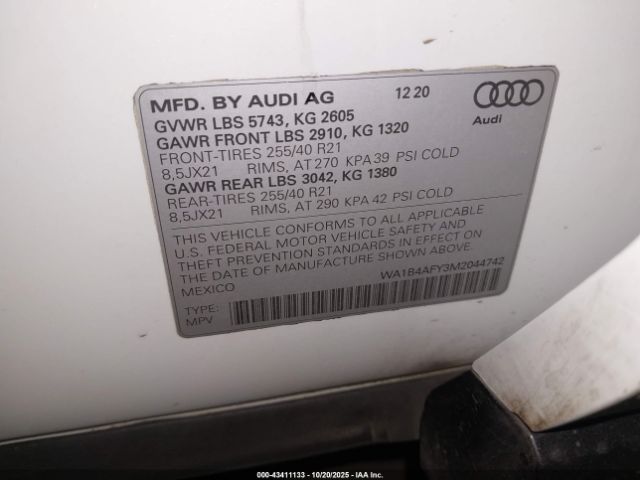 MFD. BY AUDI AG 12 20
GVWR LBS 5743, KG 2605
GAWR FRONT LBS 2910, KG 1320
FRONT-TIRES 255/40 R21
8,5JX21 RIMS, AT 270 KPA 39 PSI COLD
GAWR REAR LBS 3042, KG 1380
REAR-TIRES 255/40 R21
8,5JX21 RIMS, AT 290 KPA 42 PSI COLD
Audi
THIS VEHICLE CONFORMS TO ALL APPLICABLE
U.S. FEDERAL MOTOR VEHICLE SAFETY AND
THEFT PREVENTION STANDARDS IN EFFECT ON
THE DATE OF MANUFACTURE SHOWN ABOVE.
MEXICO WA1B4AFY3M2044742
TYPE:
MPV
000-43411133 - 10/20/2025 - IAAI.COM